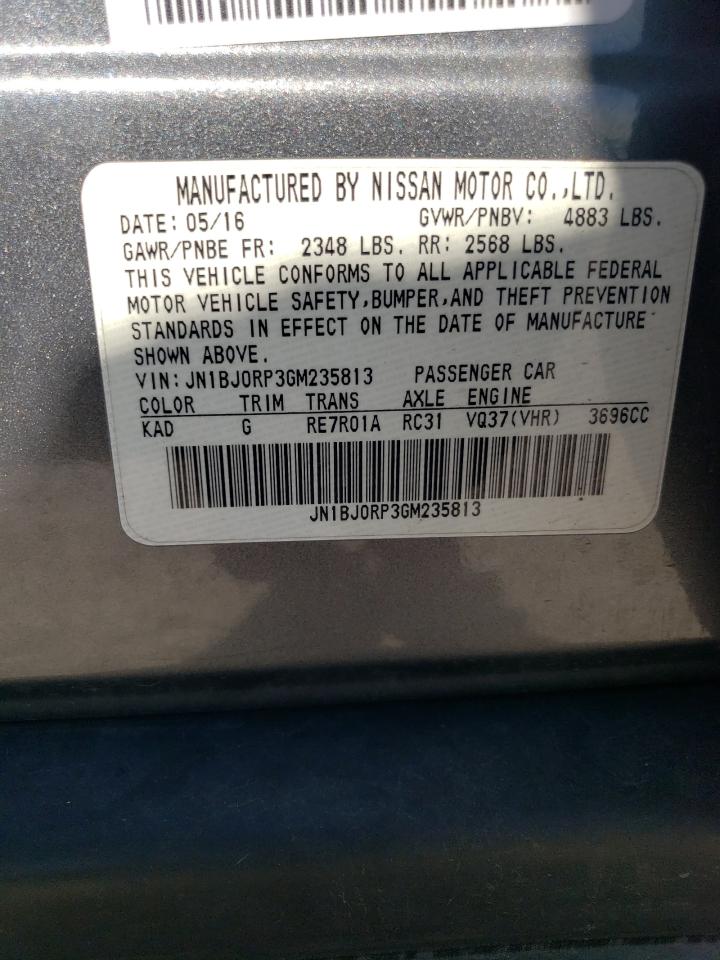 MANUFACTURED BY NISSAN MOTOR CO.,LTD.
DATE: 05/16 GVWR/PNBV: 4883 LBS.
GAWR/PNBE FR: 2348 LBS. RR: 2568 LBS.
THIS VEHICLE CONFORMS TO ALL APPLICABLE FEDERAL
MOTOR VEHICLE SAFETY,BUMPER,AND THEFT PREVENTION
STANDARDS IN EFFECT ON THE DATE OF MANUFACTURE
SHOWN ABOVE.
VIN: JN1BJ0RP3GM235813 PASSENGER CAR
COLOR TRIM TRANS AXLE ENGINE
KAD G RE7R01A RC31 VQ37(VHR) 3696CC
JN1BJ0RP3GM235813